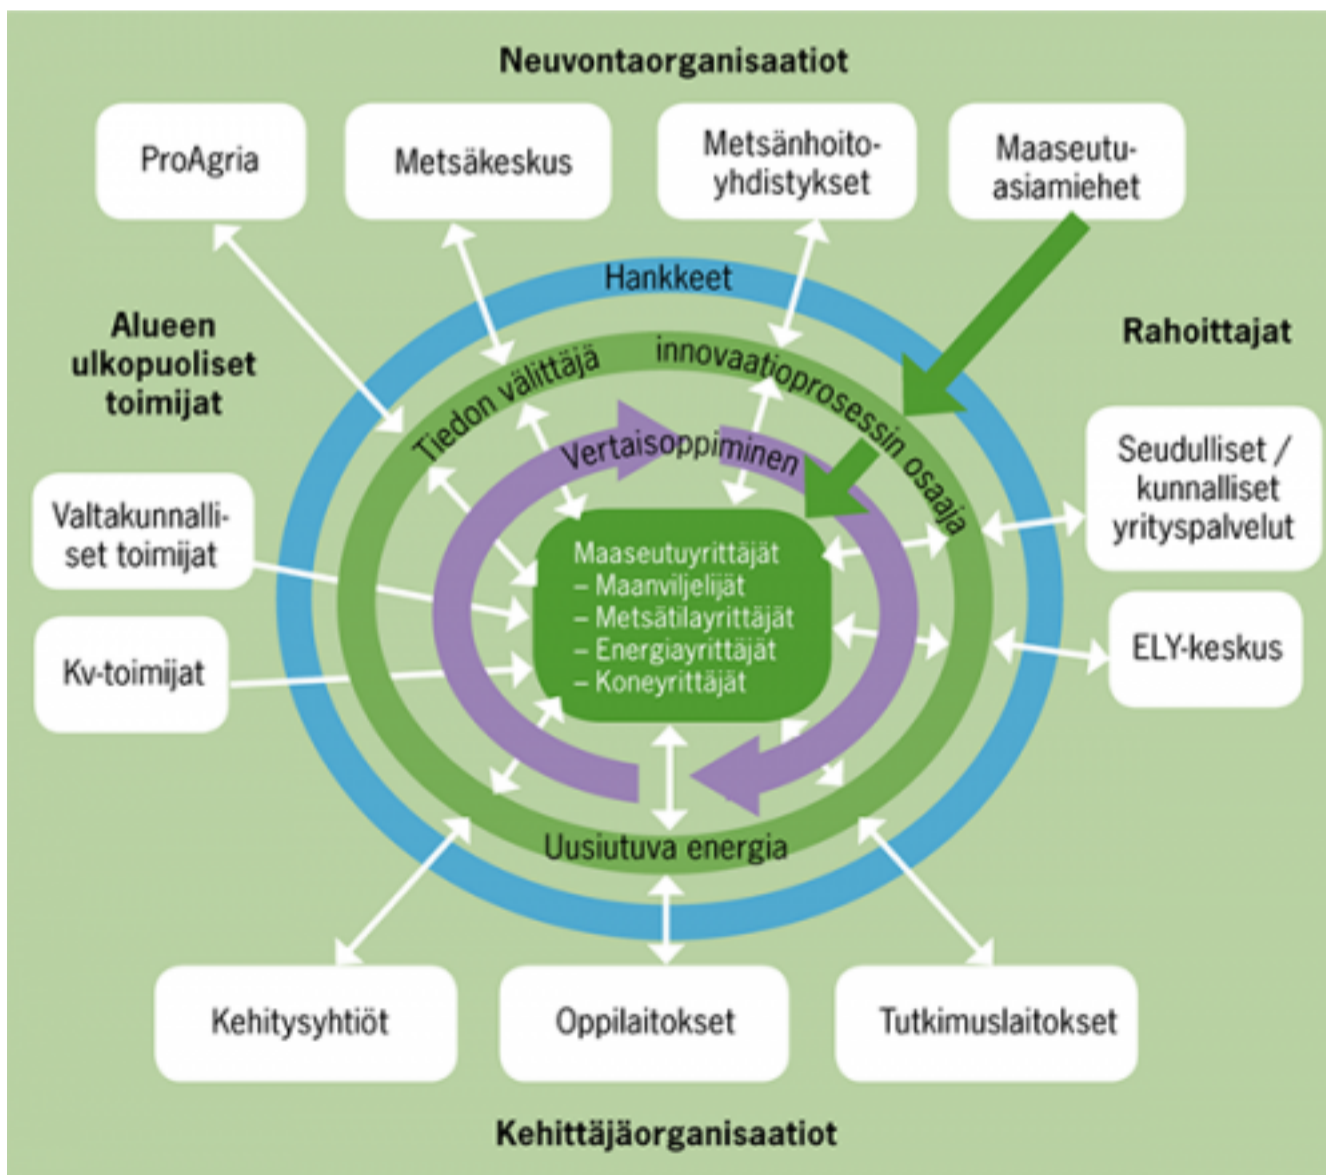 Neuvontaorganisaatiot
ProAgria
Metsäkeskus
Metsänhoito-
yhdistykset
Maaseutu-
asiamiehet
Alueen
ulkopuoliset
toimijat
Rahoittajat
Hankkeet
Tiedon välittäjä
innovaatioprosessin osaaja
Vertaisoppiminen
Valtakunnalli-
set toimijat
Kv-toimijat
Maaseutuyrittäjät
– Maanviljelijät
– Metsätilayrittäjät
– Energiayrittäjät
– Koneyrittäjät
Seudulliset /
kunnalliset
yrityspalvelut
ELY-keskus
Uusiutuva energia
Kehitysyhtiöt
Oppilaitokset
Tutkimuslaitokset
Kehittäjäorganisaatiot